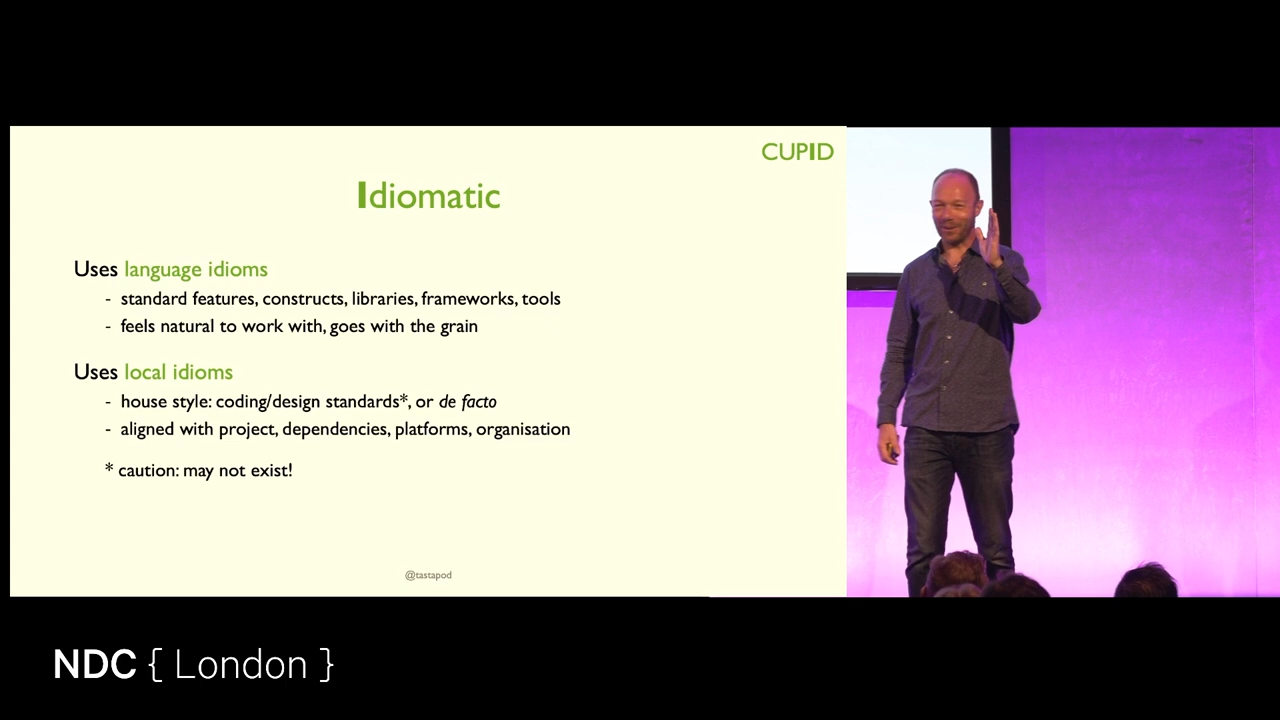 CUPID
Idiomatic
Uses language idioms
- standard features, constructs, libraries, frameworks, tools
- feels natural to work with, goes with the grain
Uses local idioms
- house style: coding/design standards*, or de facto
- aligned with project, dependencies, platforms, organisation
* caution: may not exist!
@tastapod
NDC { London }